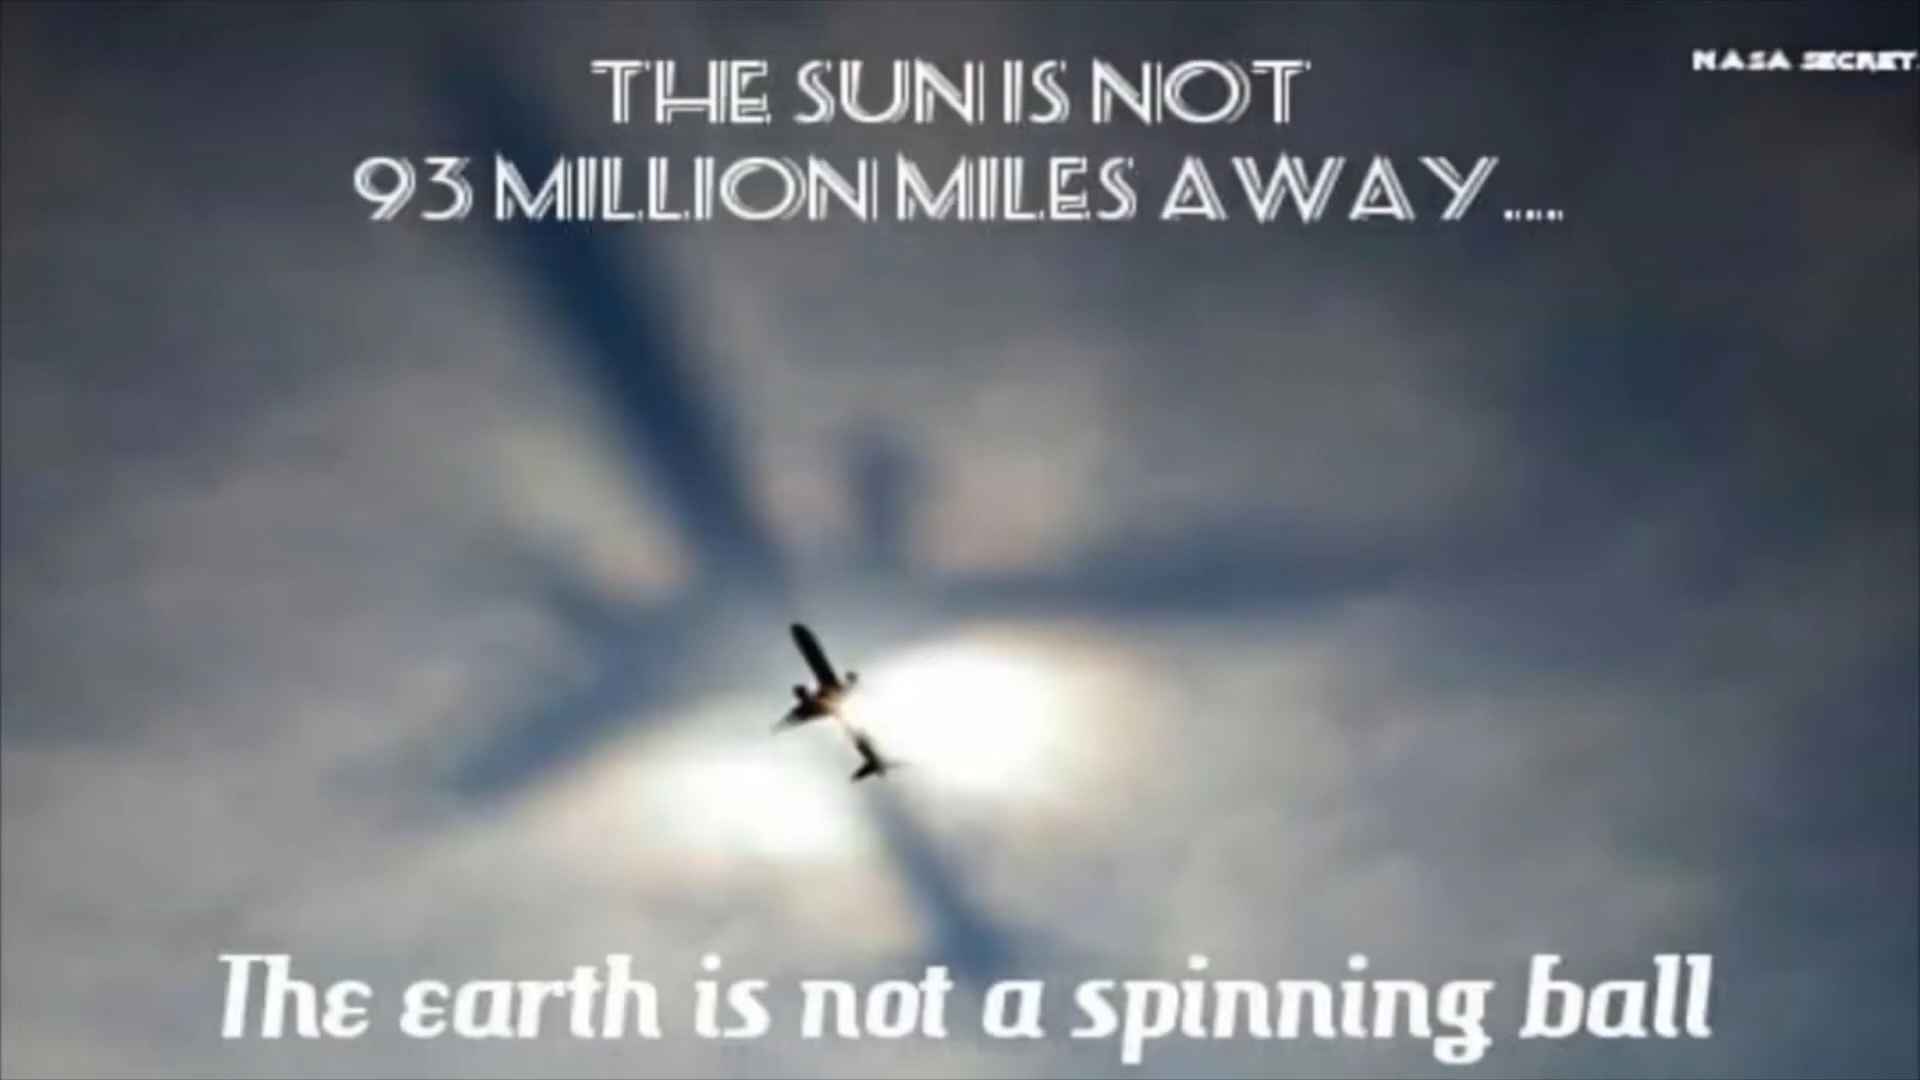 THE SUN IS NOT
93 MILLION MILES AWAY.....
NASA SECRET
The earth is not a spinning ball